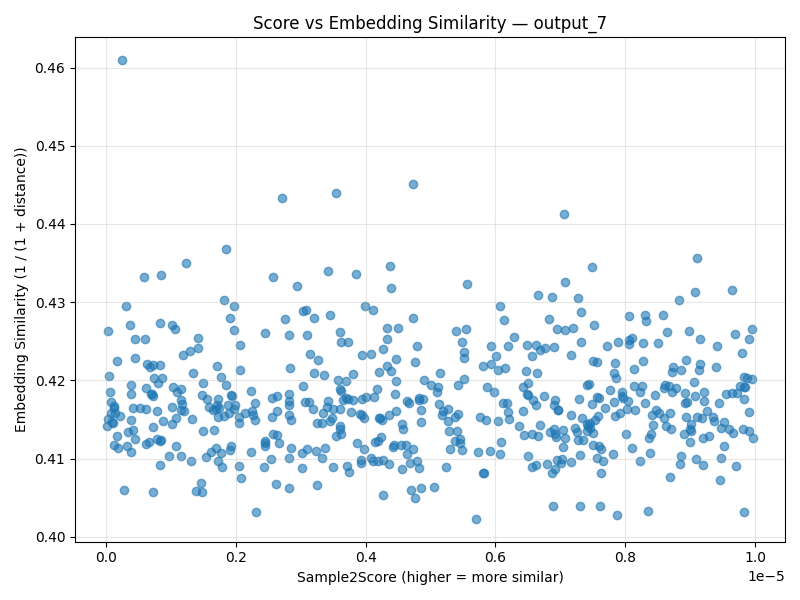 Score vs Embedding Similarity — output_7
Embedding Similarity (1 / (1 + distance))
0.46
0.45
0.44
0.43
0.42
0.41
0.40
0.0 0.2 0.4 0.6 0.8 1.0
1e−5
Sample2Score (higher = more similar)